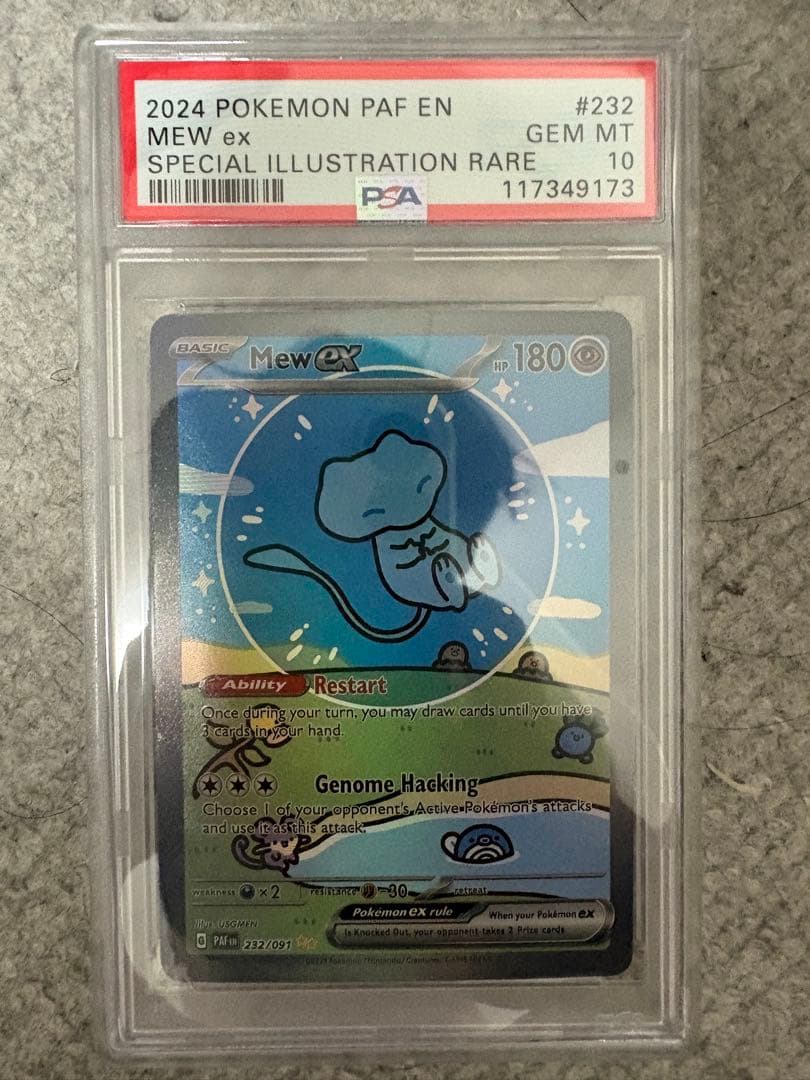 2024 POKEMON PAF EN #232
MEW ex GEM MT
SPECIAL ILLUSTRATION RARE 10
PSA 117349173
BASIC Mew ex HP 180
Ability Restart
Once during your turn, you may draw cards until you have
3 cards in your hand.
Genome Hacking
Choose 1 of your opponent's Active Pokémon's attacks
and use it as this attack.
weakness ×2 resistance -30 retreat
Pokémon ex rule When your Pokémon ex
is Knocked Out, your opponent takes 2 Prize cards
Illus. USGMEN
G PAF EN 232/091